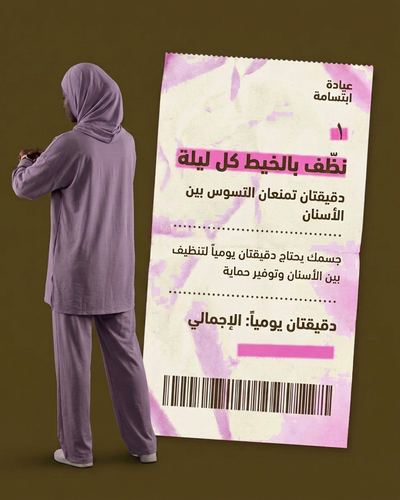 عيادة
ابتسامة
١
نظّف بالخيط كل ليلة
دقيقتان تمنعان التسوس بين
الأسنان
جسمك يحتاج دقيقتان يومياً لتنظيف
بين الأسنان وتوفير حماية
دقيقتان يومياً: الإجمالي